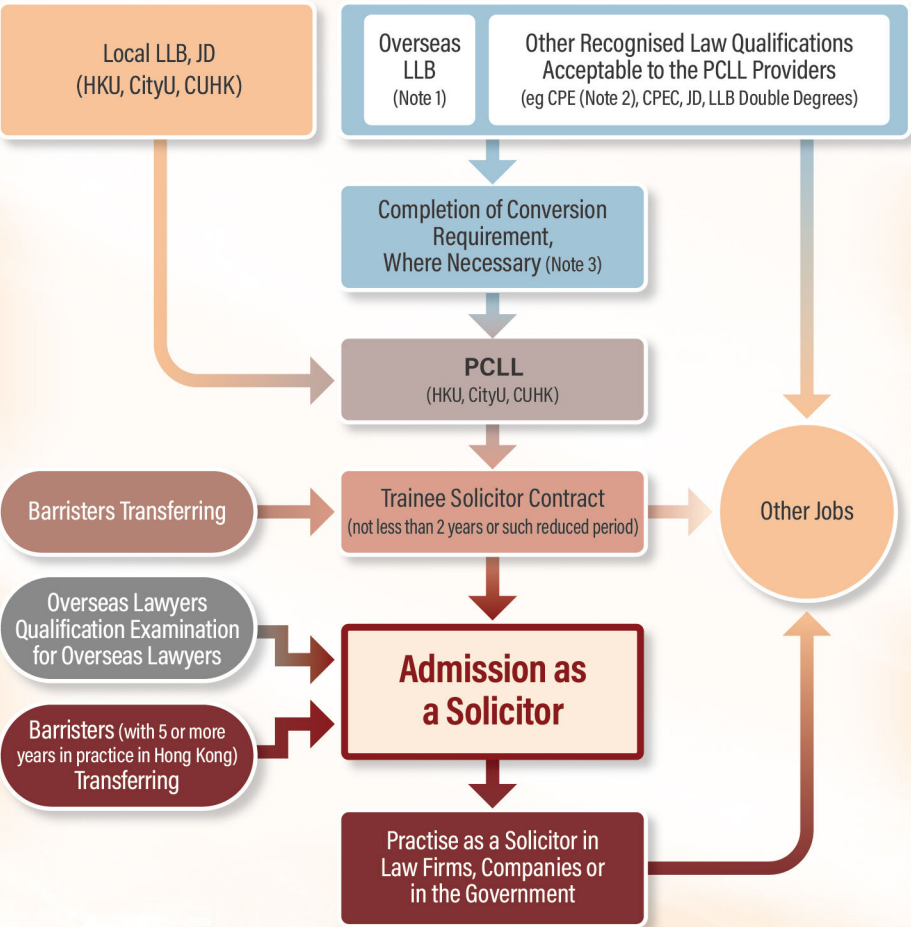 Local LLB, JD
(HKU, CityU, CUHK)
Overseas
LLB
(Note 1)
Other Recognised Law Qualifications
Acceptable to the PCLL Providers
(eg CPE (Note 2), CPEC, JD, LLB Double Degrees)
Completion of Conversion
Requirement,
Where Necessary (Note 3)
PCLL
(HKU, CityU, CUHK)
Barristers Transferring
Trainee Solicitor Contract
(not less than 2 years or such reduced period)
Other Jobs
Overseas Lawyers
Qualification Examination
for Overseas Lawyers
Admission as
a Solicitor
Barristers (with 5 or more
years in practice in Hong Kong)
Transferring
Practise as a Solicitor in
Law Firms, Companies or
in the Government